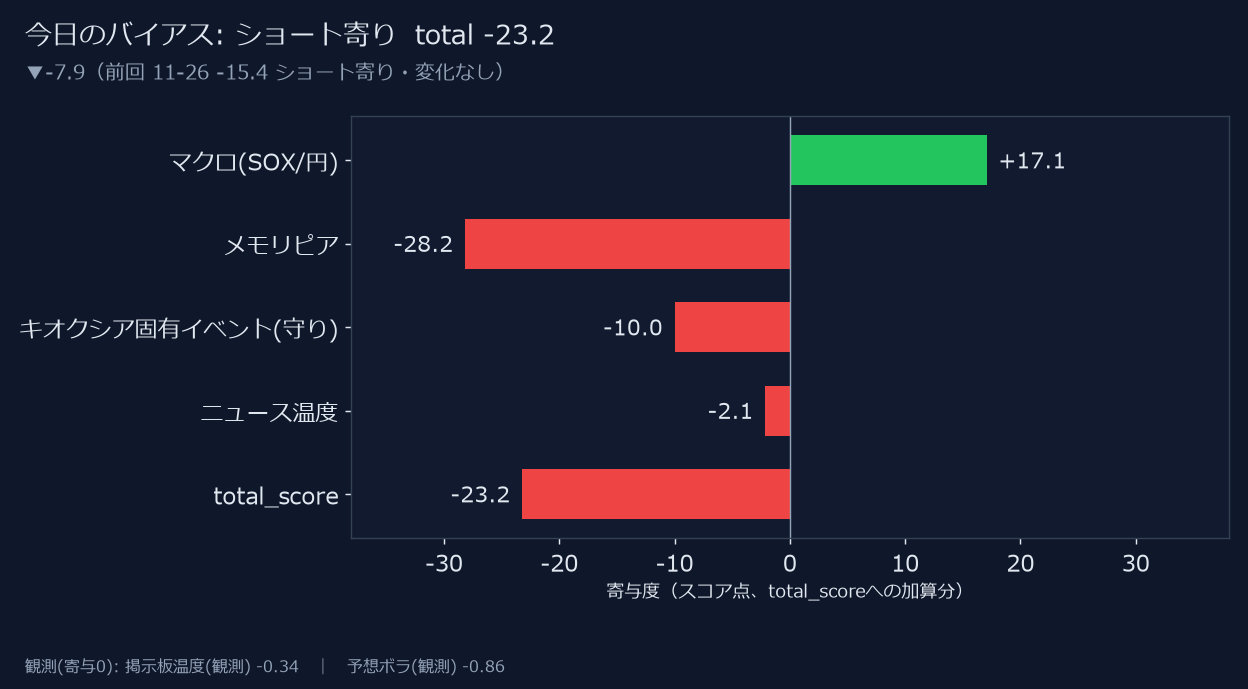 今日のバイアス: ショート寄り total -23.2
▼-7.9（前回 11-26 -15.4 ショート寄り・変化なし）
マクロ(SOX/円)
+17.1
メモリピア
-28.2
キオクシア固有イベント(守り)
-10.0
ニュース温度
-2.1
total_score
-23.2
-30 -20 -10 0 10 20 30
寄与度（スコア点、total_scoreへの加算分）
観測(寄与0): 掲示板温度(観測) -0.34 ｜ 予想ボラ(観測) -0.86